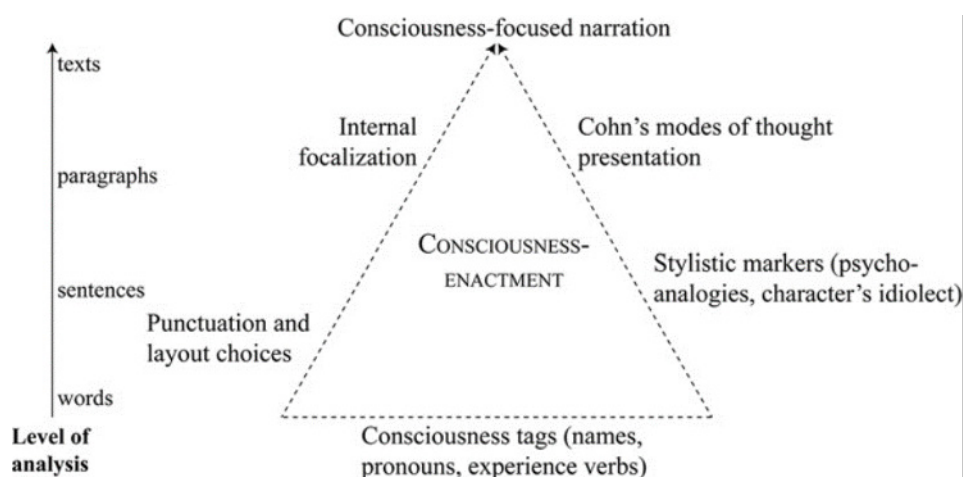 Consciousness-focused narration
texts
Internal
focalization
Cohn's modes of thought
presentation
paragraphs
CONSCIOUSNESS-
ENACTMENT
Stylistic markers (psycho-
analogies, character's idiolect)
sentences
Punctuation and
layout choices
words
Level of
analysis
Consciousness tags (names,
pronouns, experience verbs)